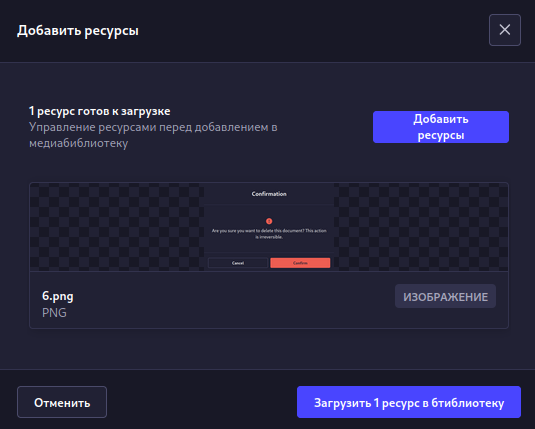 Добавить ресурсы
1 ресурс готов к загрузке
Управление ресурсами перед добавлением в
медиабиблиотеку
Добавить
ресурсы
Confirmation
Are you sure you want to delete this document? This action
is irreversible.
Cancel
Confirm
6.png
PNG
ИЗОБРАЖЕНИЕ
Отменить
Загрузить 1 ресурс в бтиблиотеку